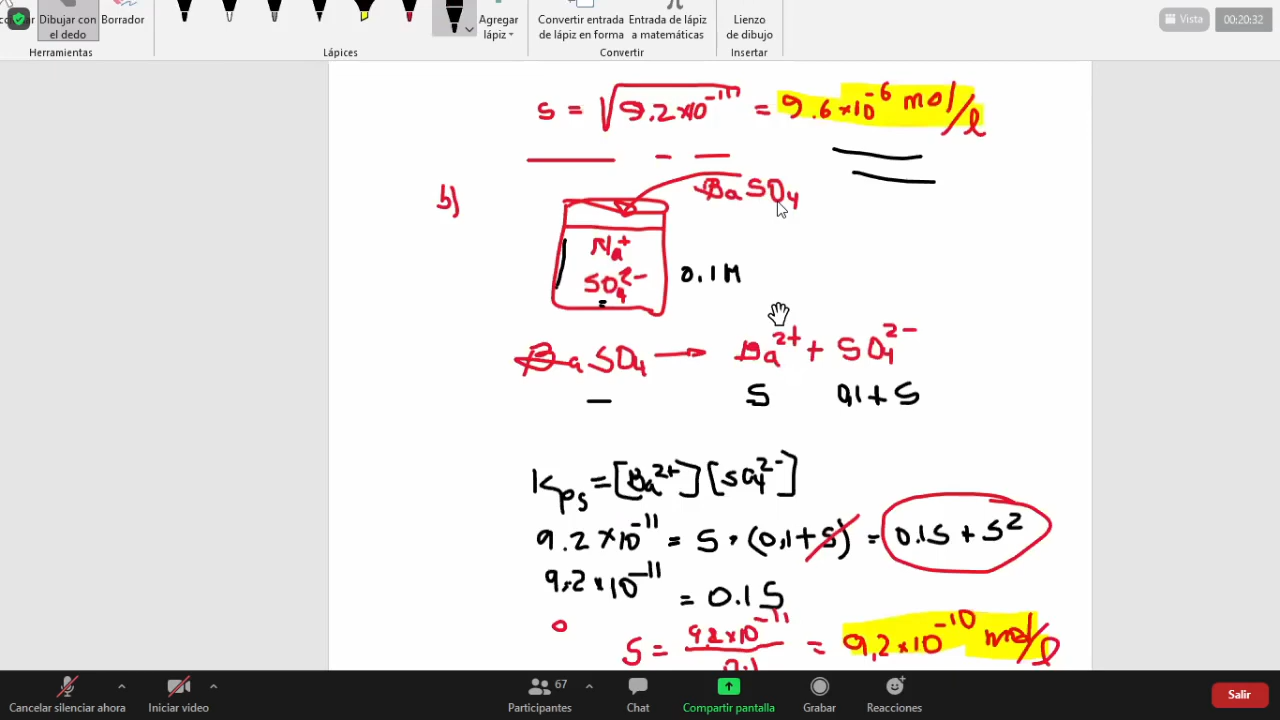 Dibujar con el dedo
Borrador
Agregar lápiz
Convertir entrada de lápiz en forma
Entrada de lápiz a matemáticas
Lienzo de dibujo
Vista
00:20:32
Herramientas
Lápices
Convertir
Insertar
S = √9.2×10⁻¹¹ = 9.6×10⁻⁶ mol/l
b)
BaSO₄
Na⁺
SO₄²⁻
0.1M
BaSO₄ → Ba²⁺ + SO₄²⁻
— S 0,1+S
Kps = [Ba²⁺] [SO₄²⁻]
9.2×10⁻¹¹ = S · (0,1+S) = 0.1S + S²
9,2×10⁻¹¹ = 0.1S
S = 9.2×10⁻¹¹ / 0.1 = 9,2×10⁻¹⁰ mol/l
Cancelar silenciar ahora
Iniciar video
Participantes
67
Chat
Compartir pantalla
Grabar
Reacciones
Salir